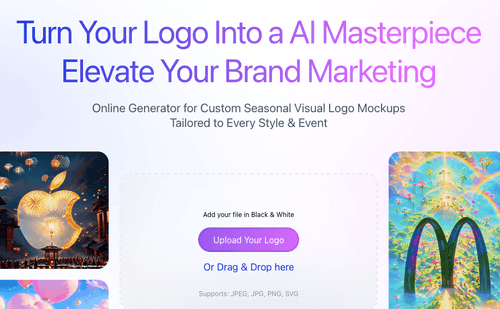 Turn Your Logo Into a AI Masterpiece
Elevate Your Brand Marketing
Online Generator for Custom Seasonal Visual Logo Mockups
Tailored to Every Style & Event
Add your file in Black & White
Upload Your Logo
Or Drag & Drop here
Supports: JPEG, JPG, PNG, SVG